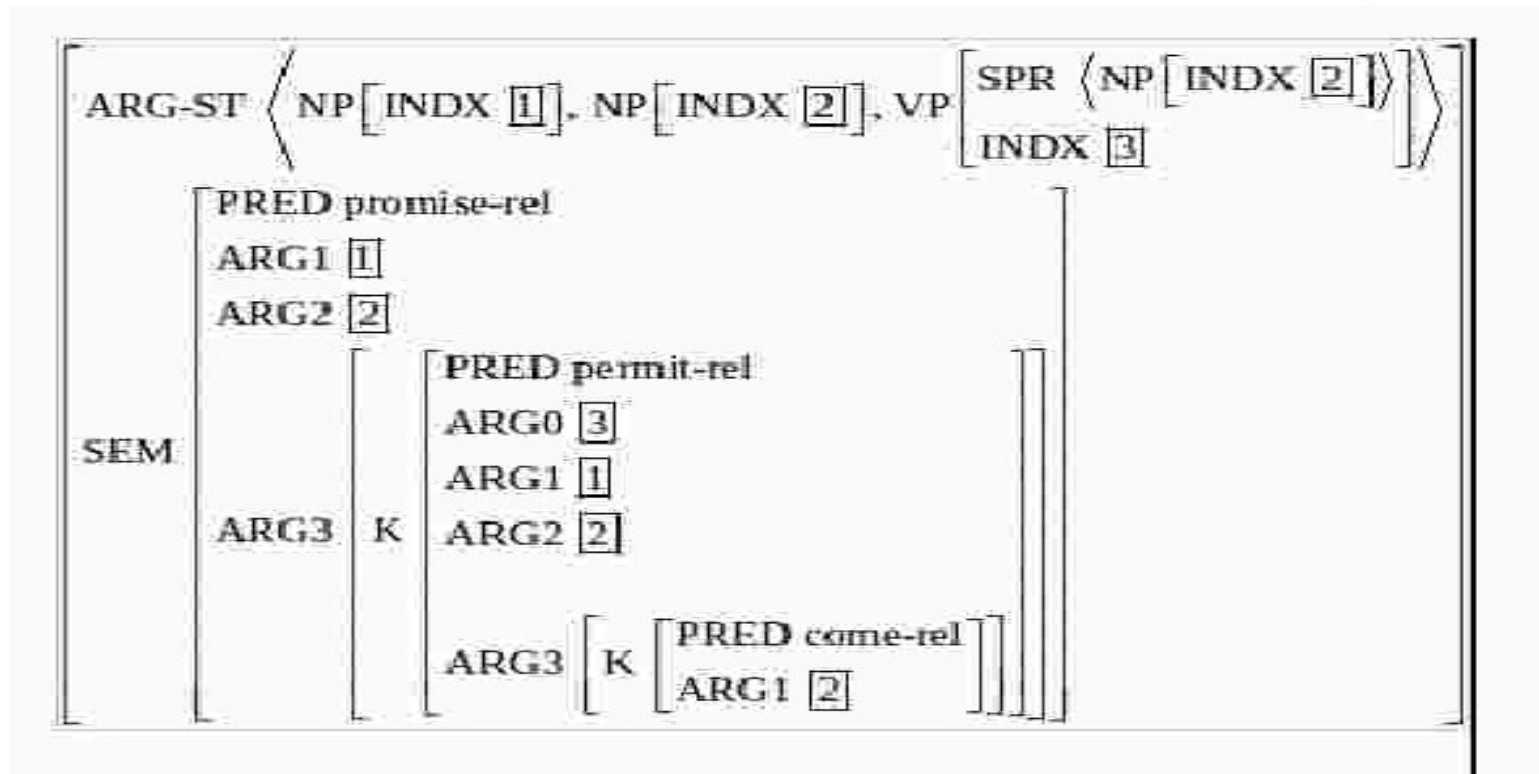 ARG-ST ⟨ NP[INDX [1]], NP[INDX [2]], VP[SPR ⟨NP[INDX [2]]⟩
INDX [3]]⟩
PRED promise-rel
ARG1 [1]
ARG2 [2]
PRED permit-rel
ARG0 [3]
SEM
ARG1 [1]
ARG3 K ARG2 [2]
PRED come-rel
ARG3 K
ARG1 [2]